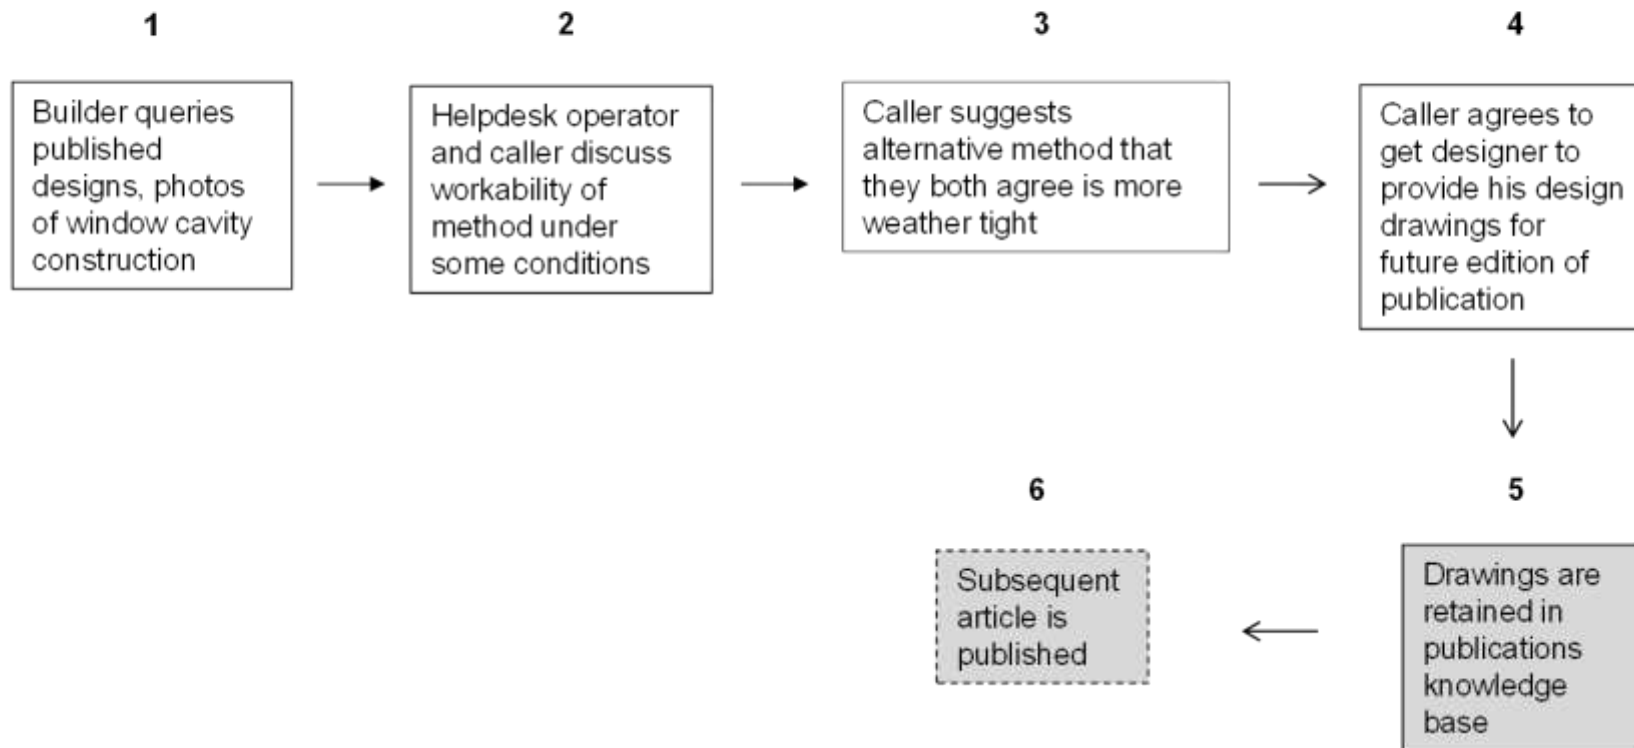 1
Builder queries
published
designs, photos
of window cavity
construction
2
Helpdesk operator
and caller discuss
workability of
method under
some conditions
3
Caller suggests
alternative method that
they both agree is more
weather tight
4
Caller agrees to
get designer to
provide his design
drawings for
future edition of
publication
5
Drawings are
retained in
publications
knowledge
base
6
Subsequent
article is
published